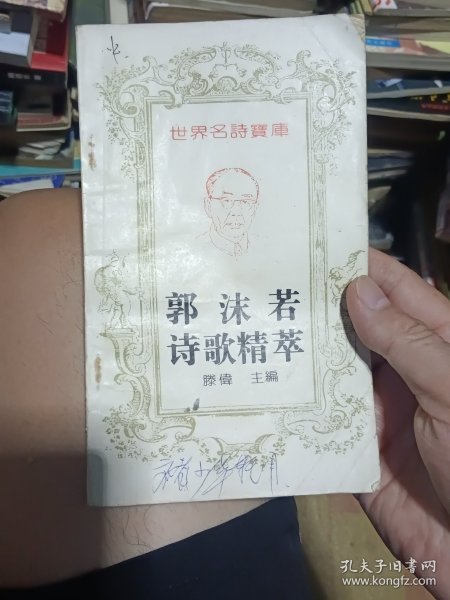 世界名詩寶庫
郭沫若
诗歌精萃
滕偉 主編
孔夫子旧书网
www.kongfz.com